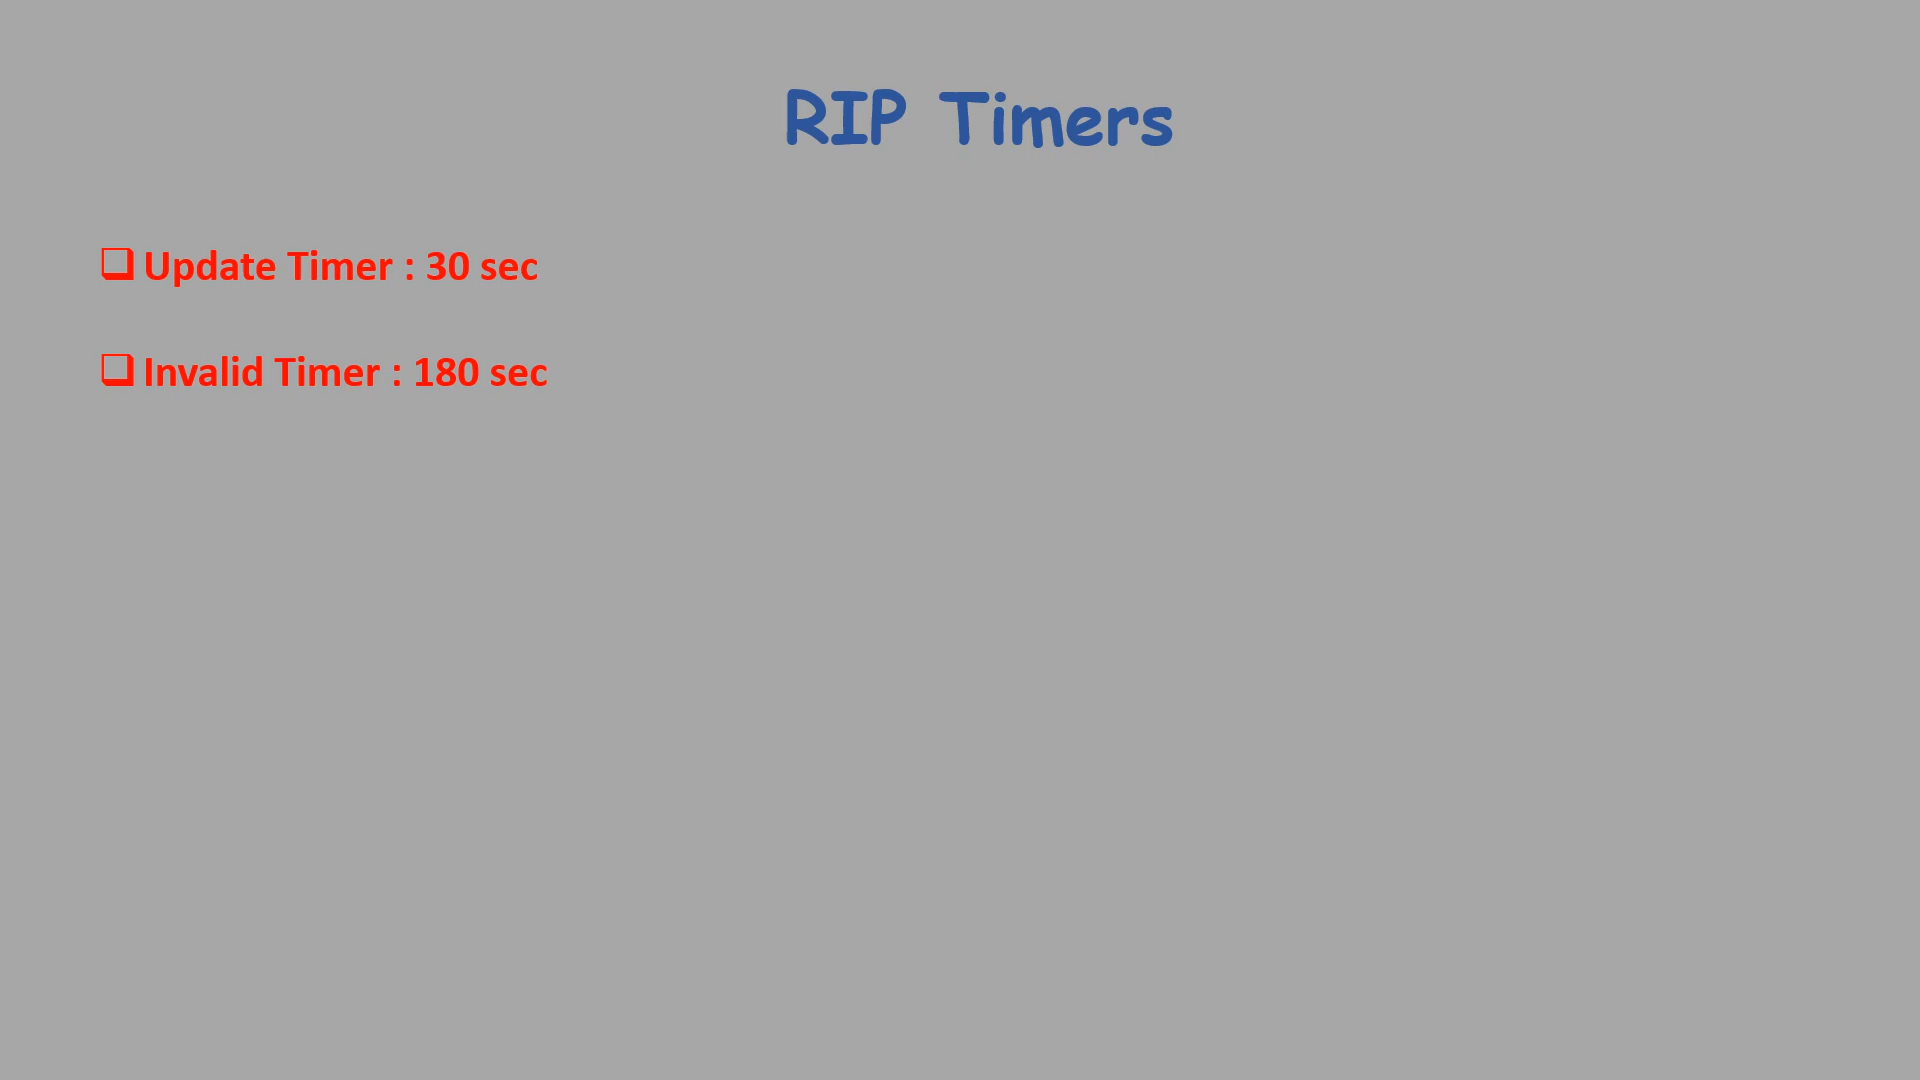 RIP Timers
❑ Update Timer : 30 sec
❑ Invalid Timer : 180 sec